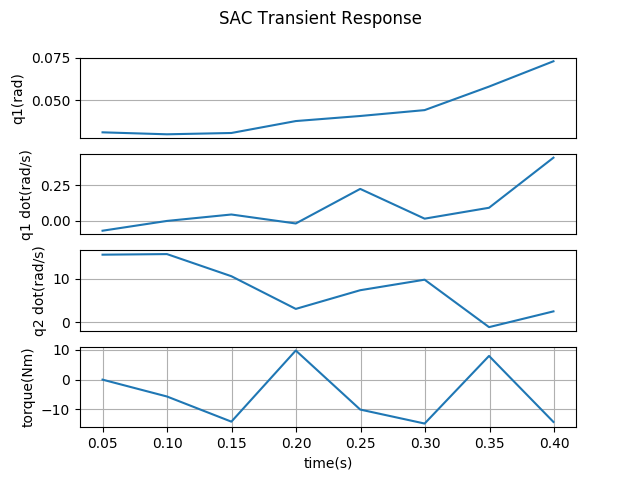 SAC Transient Response
0.075
0.050
q1(rad)
0.25
0.00
q1 dot(rad/s)
10
0
q2 dot(rad/s)
10
0
−10
torque(Nm)
0.05 0.10 0.15 0.20 0.25 0.30 0.35 0.40
time(s)